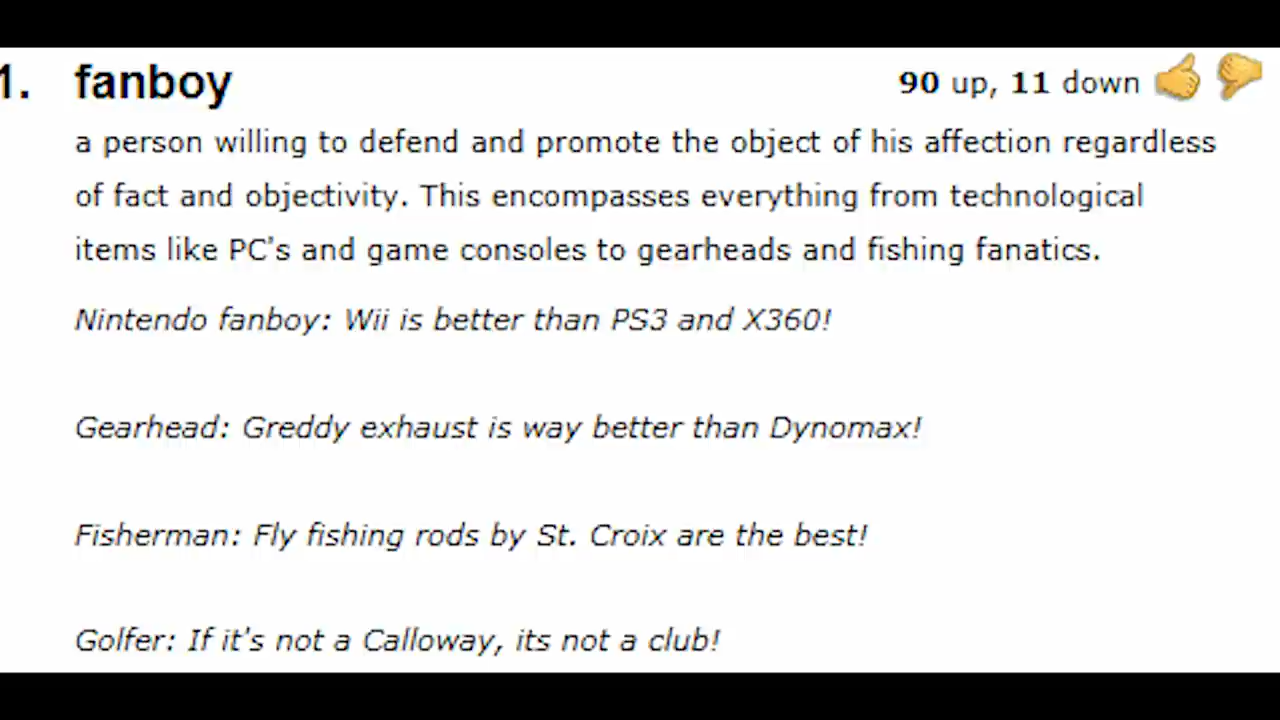 1. fanboy 90 up, 11 down
a person willing to defend and promote the object of his affection regardless
of fact and objectivity. This encompasses everything from technological
items like PC's and game consoles to gearheads and fishing fanatics.
Nintendo fanboy: Wii is better than PS3 and X360!
Gearhead: Greddy exhaust is way better than Dynomax!
Fisherman: Fly fishing rods by St. Croix are the best!
Golfer: If it's not a Calloway, its not a club!